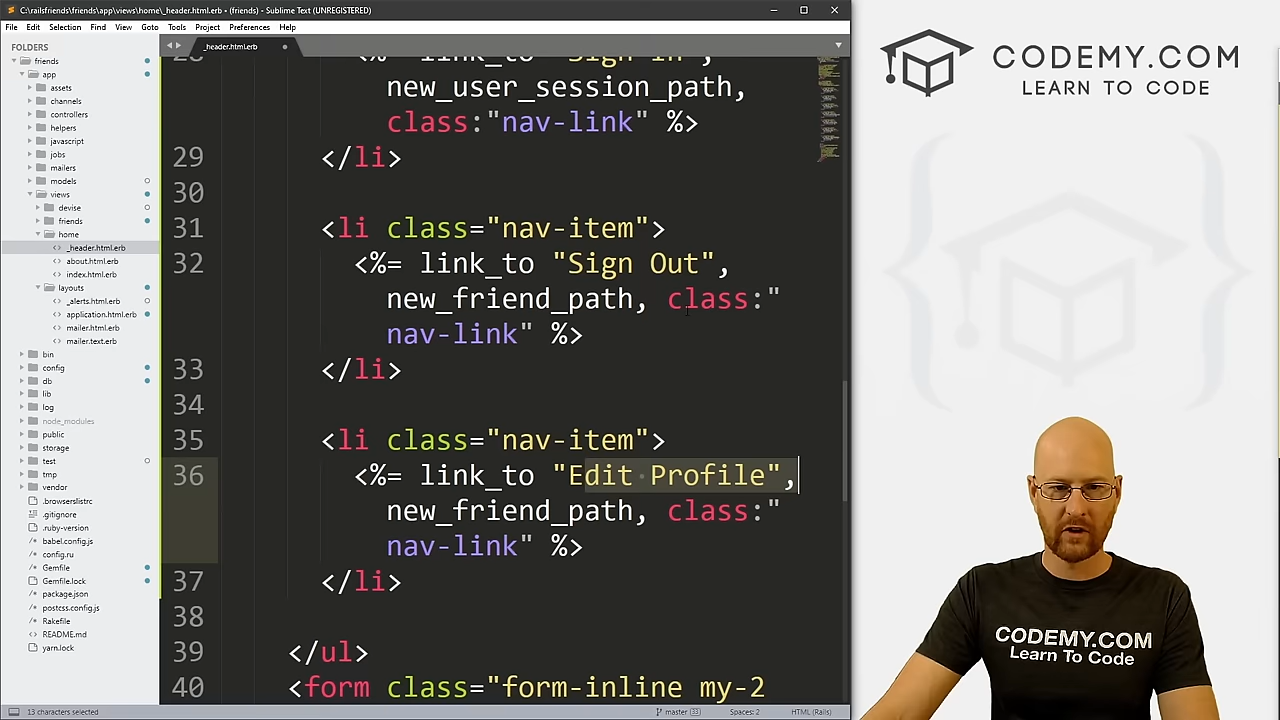 C:\railsfriends\friends\app\views\home\_header.html.erb • (friends) - Sublime Text (UNREGISTERED)
File Edit Selection Find View Goto Tools Project Preferences Help
FOLDERS
friends
app
assets
channels
controllers
helpers
javascript
jobs
mailers
models
views
devise
friends
home
_header.html.erb
about.html.erb
index.html.erb
layouts
_alerts.html.erb
application.html.erb
mailer.html.erb
mailer.text.erb
bin
config
db
lib
log
node_modules
public
storage
test
tmp
vendor
.browserslistrc
.gitignore
.ruby-version
babel.config.js
config.ru
Gemfile
Gemfile.lock
package.json
postcss.config.js
Rakefile
README.md
yarn.lock
_header.html.erb
28 <%= link_to "Sign In",
new_user_session_path,
class:"nav-link" %>
29 </li>
30
31 <li class="nav-item">
32 <%= link_to "Sign Out",
new_friend_path, class:"
nav-link" %>
33 </li>
34
35 <li class="nav-item">
36 <%= link_to "Edit Profile",
new_friend_path, class:"
nav-link" %>
37 </li>
38
39 </ul>
40 <form class="form-inline my-2
13 characters selected
master 33
Spaces: 2
HTML (Rails)
CODEMY.COM
LEARN TO CODE
CODEMY.COM
Learn To Code